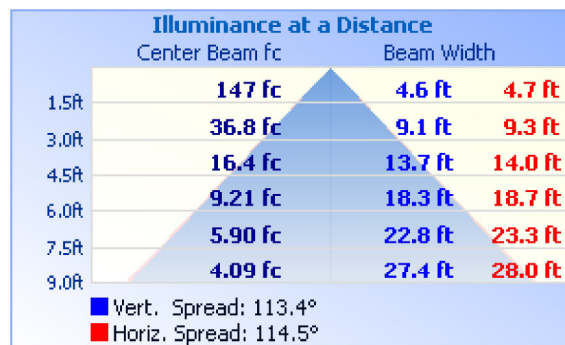 Illuminance at a Distance
Center Beam fc Beam Width
147 fc 4.6 ft 4.7 ft
1.5ft
36.8 fc 9.1 ft 9.3 ft
3.0ft
16.4 fc 13.7 ft 14.0 ft
4.5ft
9.21 fc 18.3 ft 18.7 ft
6.0ft
5.90 fc 22.8 ft 23.3 ft
7.5ft
4.09 fc 27.4 ft 28.0 ft
9.0ft
Vert. Spread: 113.4°
Horiz. Spread: 114.5°